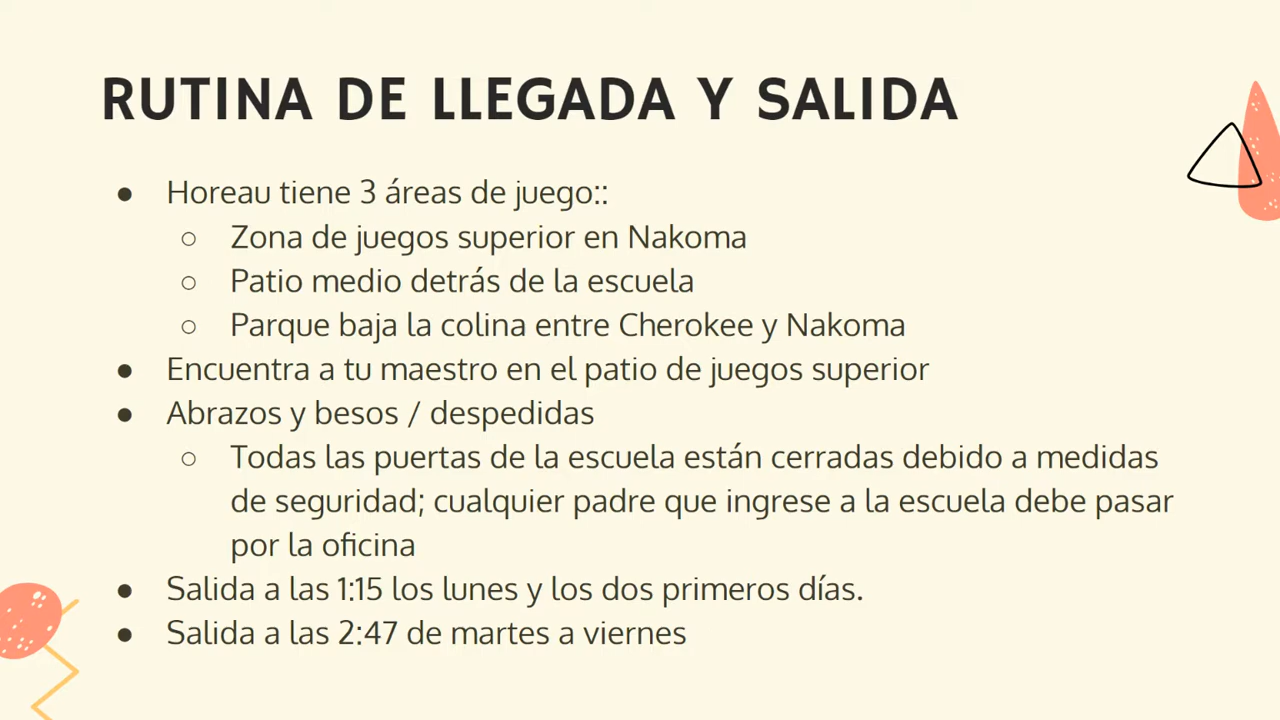 RUTINA DE LLEGADA Y SALIDA
● Horeau tiene 3 áreas de juego::
○ Zona de juegos superior en Nakoma
○ Patio medio detrás de la escuela
○ Parque baja la colina entre Cherokee y Nakoma
● Encuentra a tu maestro en el patio de juegos superior
● Abrazos y besos / despedidas
○ Todas las puertas de la escuela están cerradas debido a medidas
de seguridad; cualquier padre que ingrese a la escuela debe pasar
por la oficina
● Salida a las 1:15 los lunes y los dos primeros días.
● Salida a las 2:47 de martes a viernes